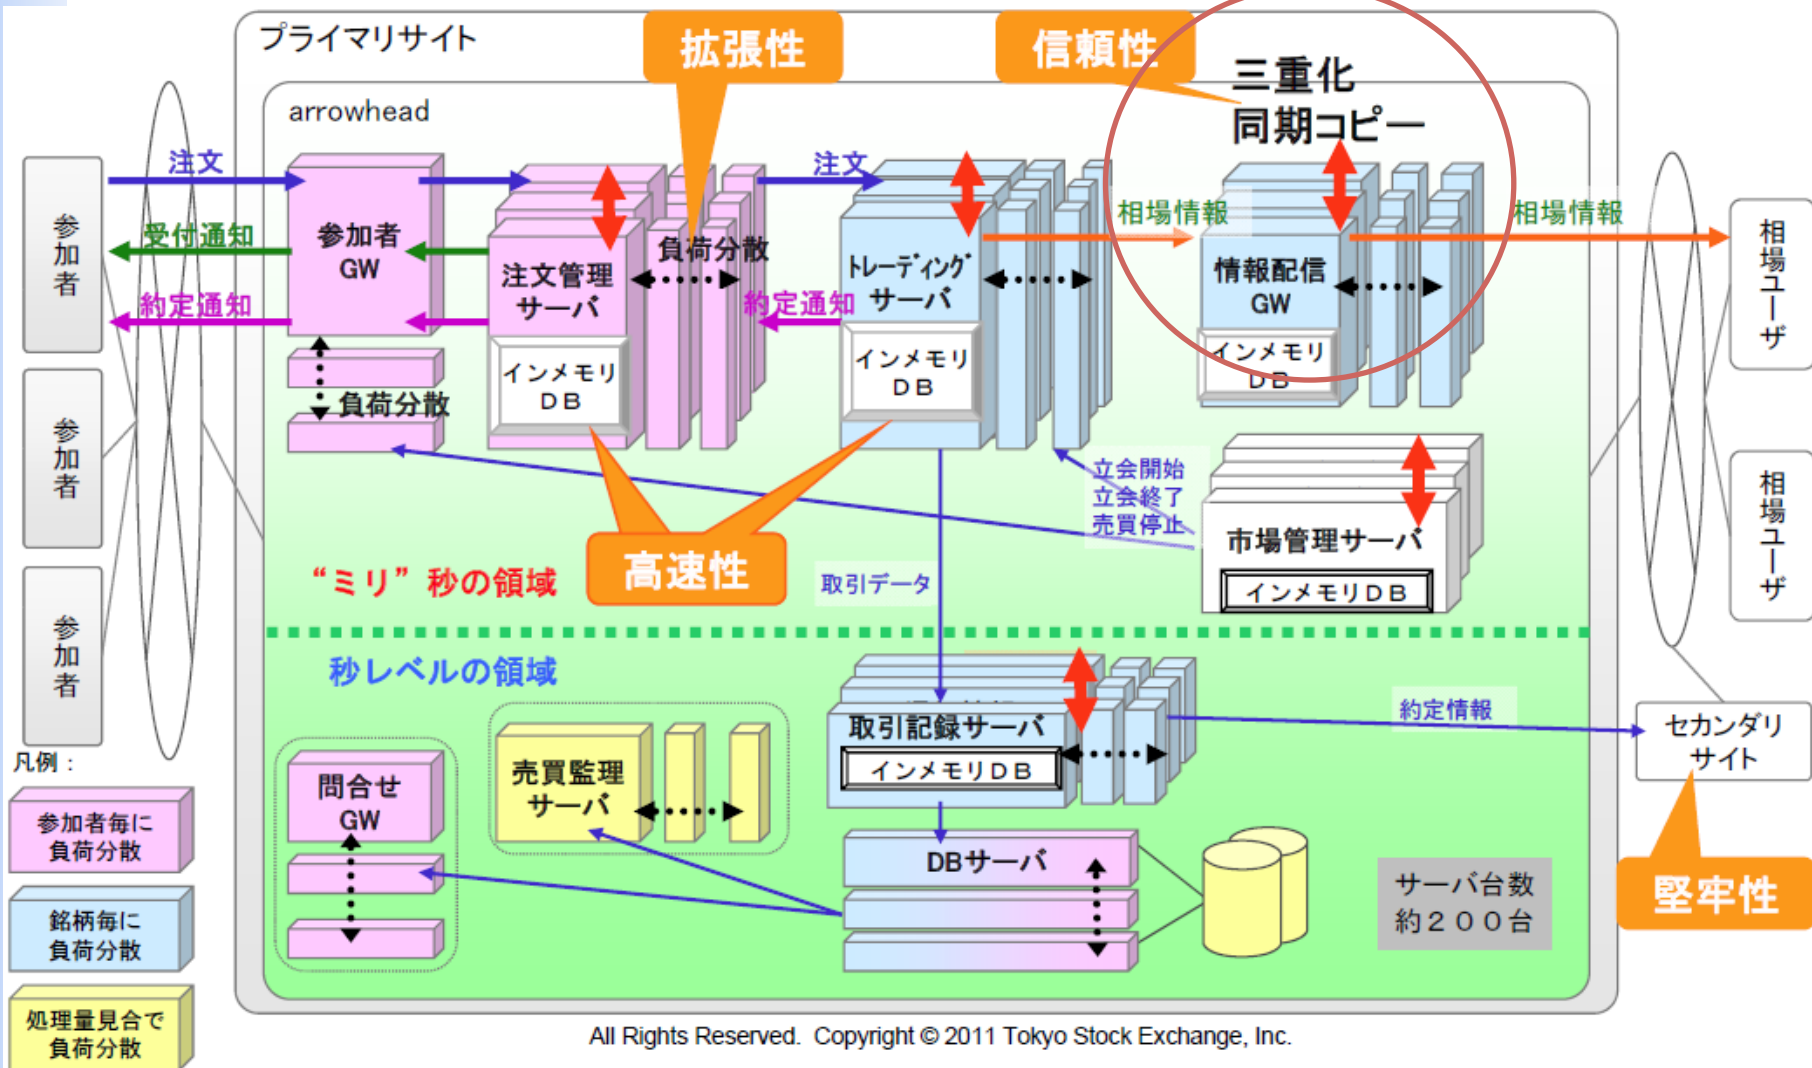 プライマリサイト
拡張性
信頼性
三重化
同期コピー
arrowhead
参加者
参加者
参加者
注文
受付通知
約定通知
参加者
GW
負荷分散
注文管理
サーバ
インメモリ
DB
負荷分散
注文
約定通知
トレーディング
サーバ
インメモリ
DB
相場情報
情報配信
GW
インメモリ
DB
相場情報
相場ユーザ
相場ユーザ
立会開始
立会終了
売買停止
市場管理サーバ
インメモリDB
高速性
“ミリ”秒の領域
取引データ
秒レベルの領域
取引記録サーバ
インメモリDB
約定情報
セカンダリ
サイト
堅牢性
問合せ
GW
売買監理
サーバ
DBサーバ
サーバ台数
約200台
凡例:
参加者毎に
負荷分散
銘柄毎に
負荷分散
処理量見合で
負荷分散
All Rights Reserved. Copyright © 2011 Tokyo Stock Exchange, Inc.